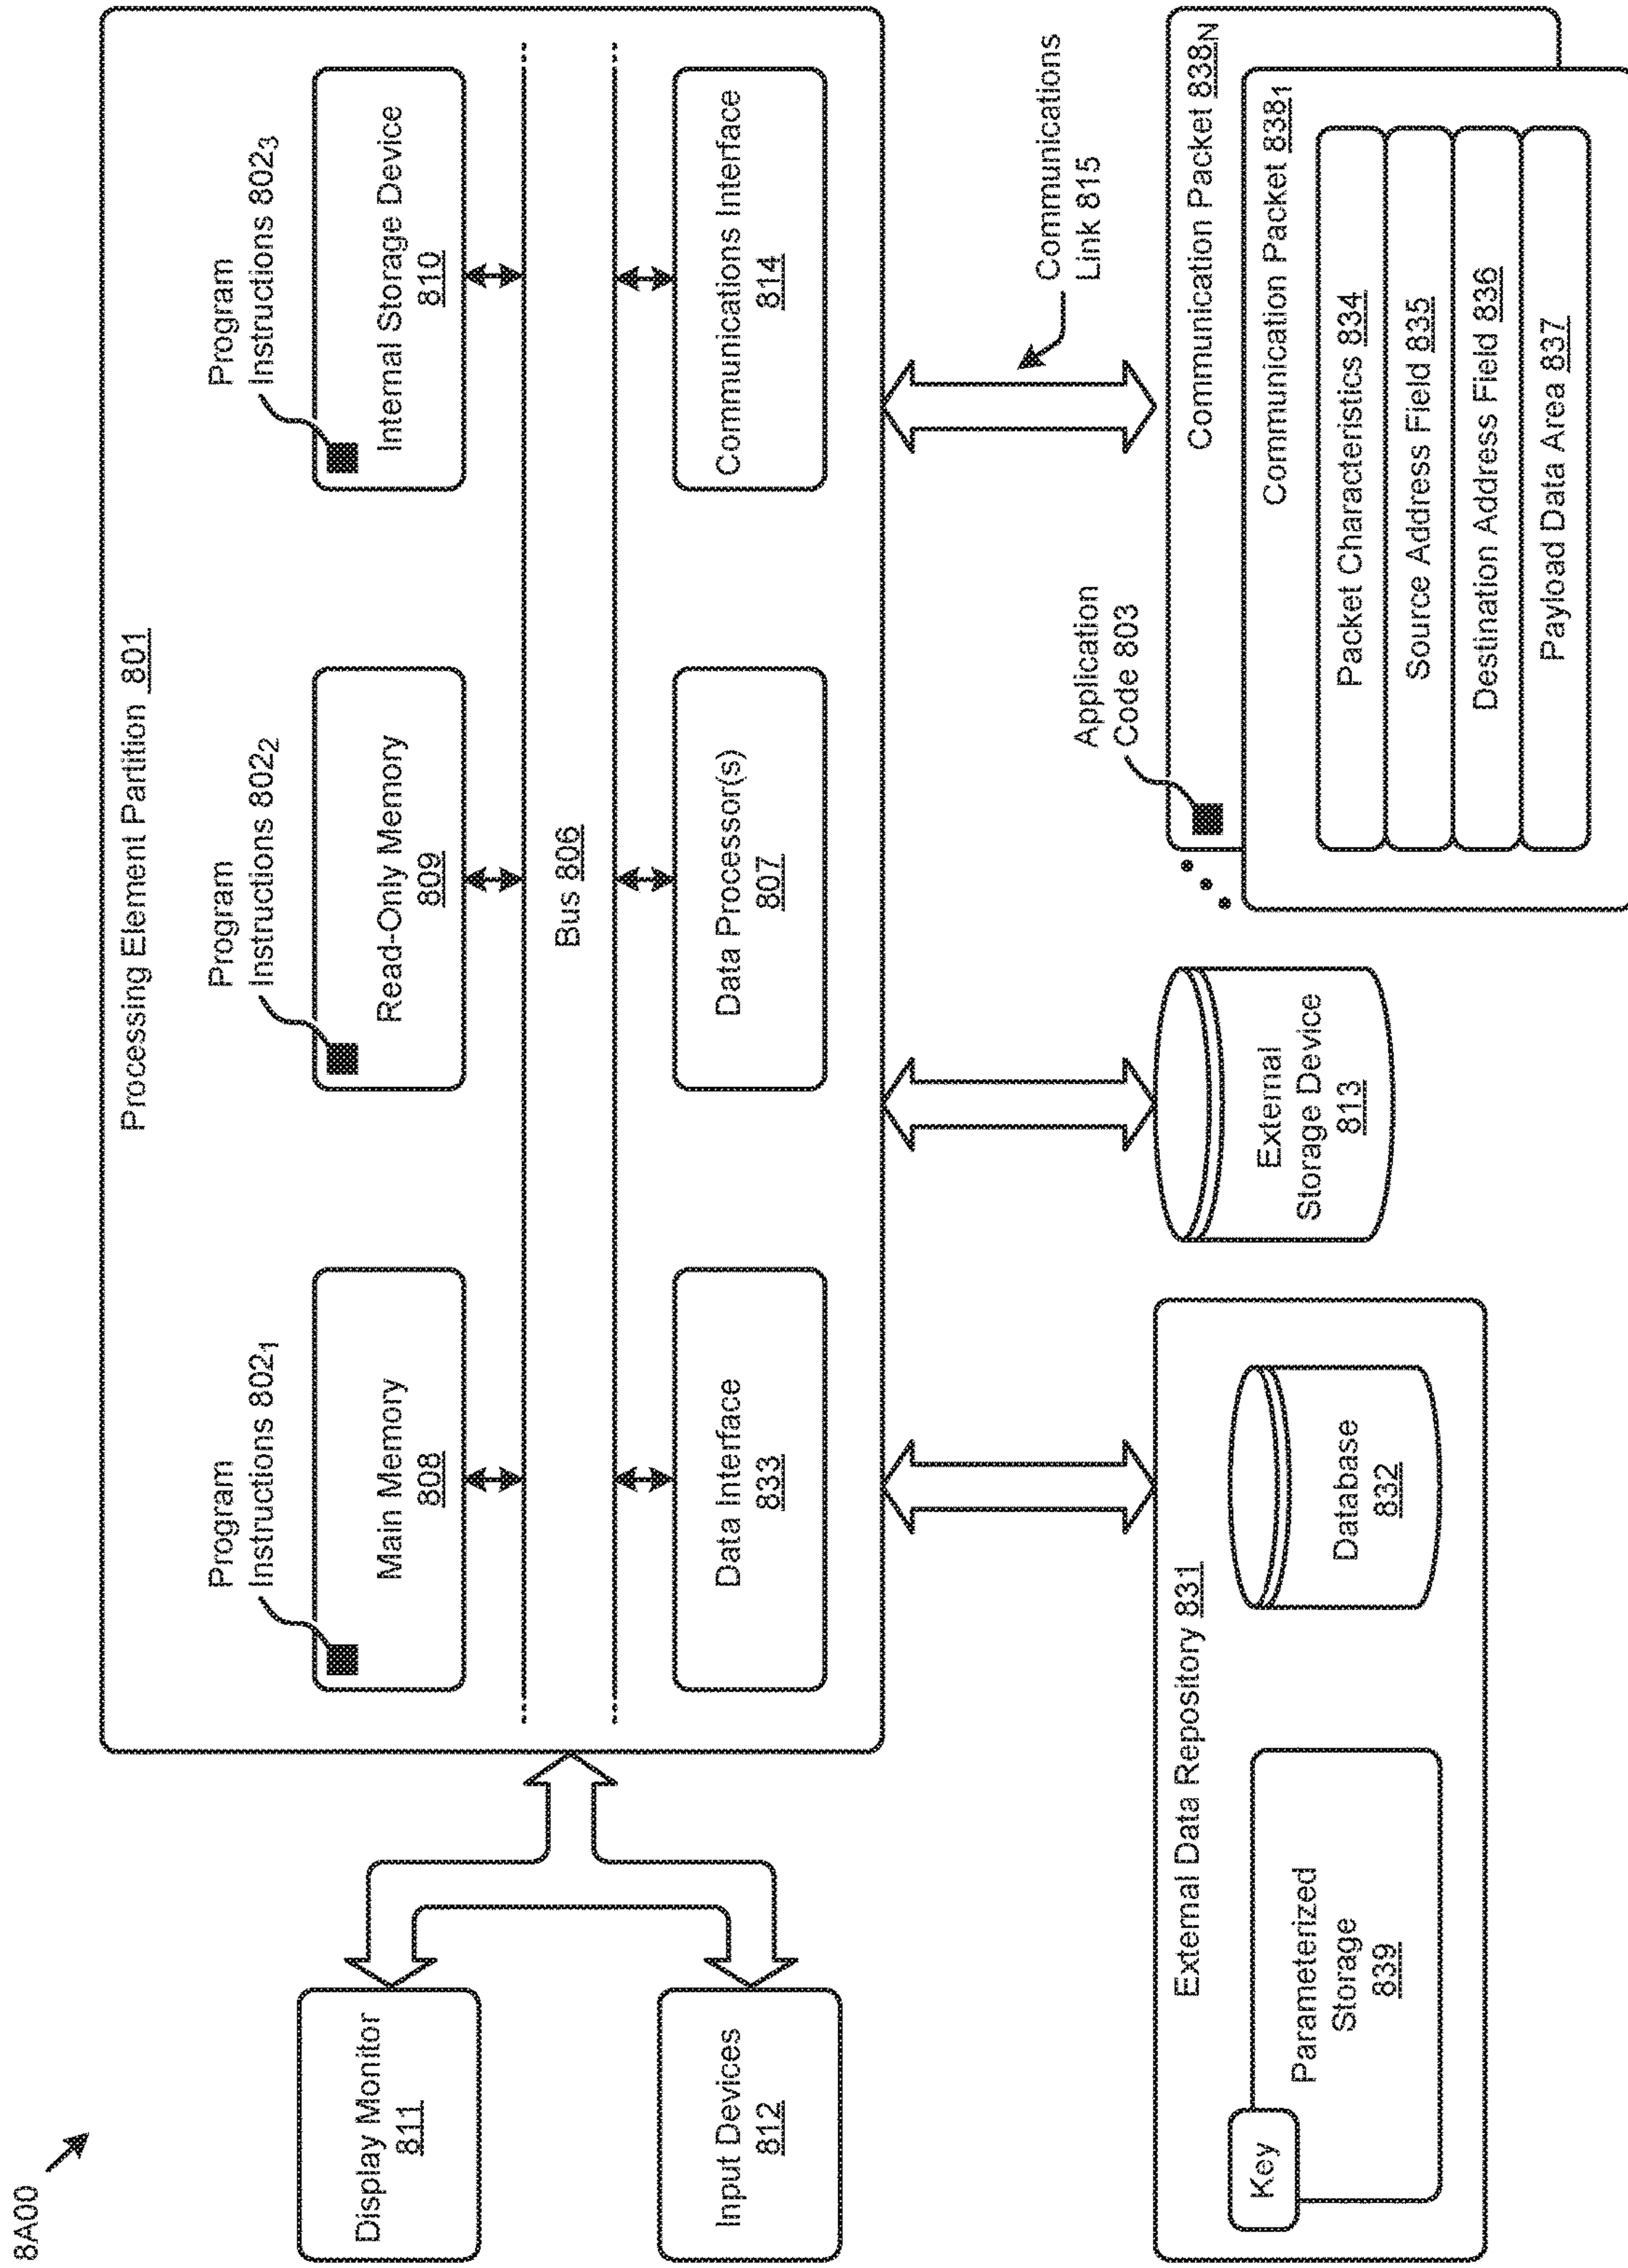 8A00
Processing Element Partition 801
Program
Instructions 802₁
Program
Instructions 802₂
Program
Instructions 802₃
Main Memory
808
Read-Only Memory
809
Internal Storage Device
810
Display Monitor
811
Bus 806
Input Devices
812
Data Interface
833
Data Processor(s)
807
Communications Interface
814
Communications
Link 815
Application
Code 803
External Data Repository 831
Key
Parameterized
Storage
839
Database
832
External
Storage Device
813
Communication Packet 838N
Communication Packet 838₁
Packet Characteristics 834
Source Address Field 835
Destination Address Field 836
Payload Data Area 837